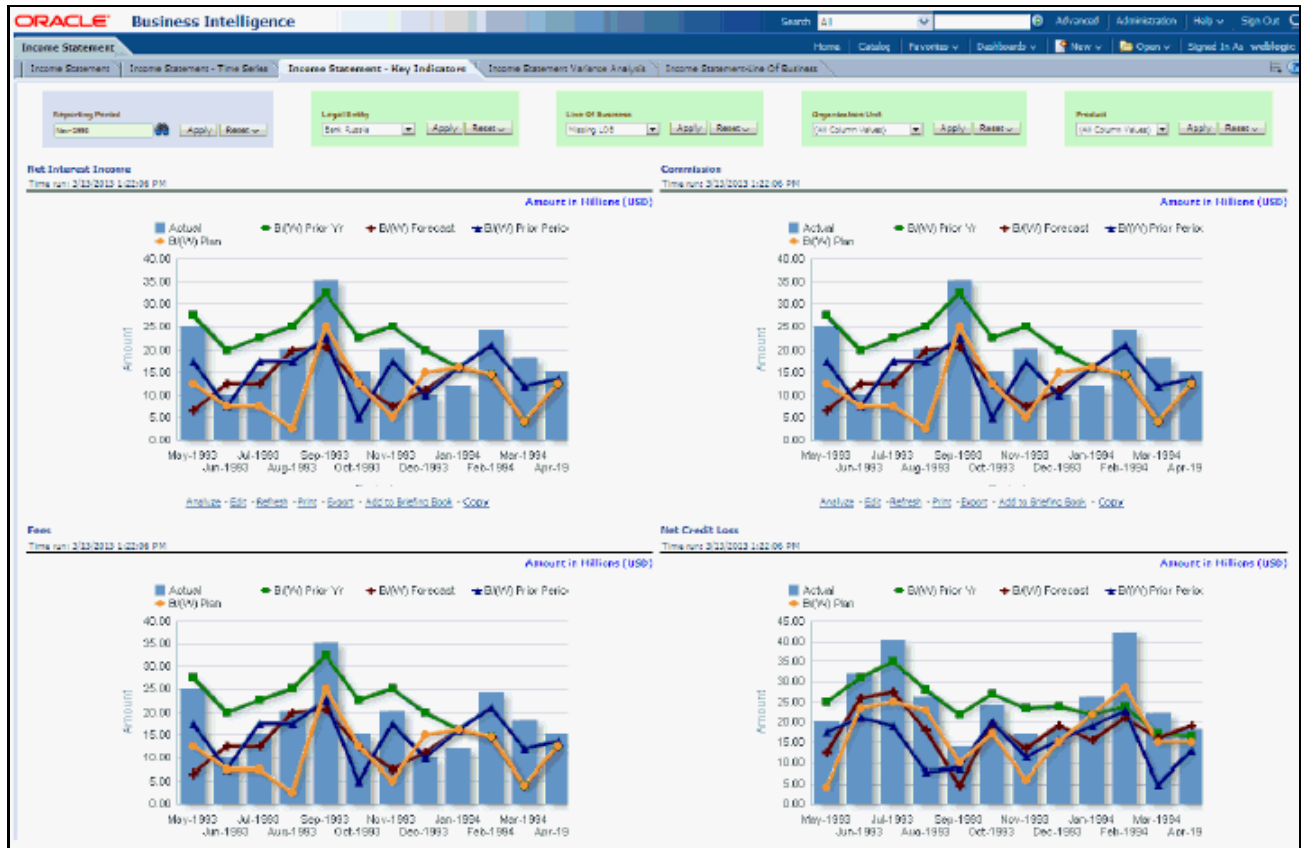 ORACLE Business Intelligence
Search All Advanced Administration Help Sign Out
Income Statement
Home Catalog Favorites Dashboards New Open Signed In As weblogic
Income Statement Income Statement - Time Series Income Statement - Key Indicators Income Statement Variance Analysis Income Statement-Line Of Business
Reporting Period Legal Entity Line Of Business Organization Unit Product
Nov-1993 Apply Reset Bank Russia Apply Reset Missing LOB Apply Reset (All Column Values) Apply Reset (All Column Values) Apply Reset
Net Interest Income
Time run: 3/13/2013 1:22:06 PM
Amount in Millions (USD)
Actual B/(W) Prior Yr B/(W) Forecast B/(W) Prior Perio
B/(W) Plan
40.00
35.00
30.00
25.00
20.00
15.00
10.00
5.00
0.00
Amount
May-1993 Jul-1993 Sep-1993 Nov-1993 Jan-1994 Mar-1994
Jun-1993 Aug-1993 Oct-1993 Dec-1993 Feb-1994 Apr-19
Analyze - Edit - Refresh - Print - Export - Add to Briefing Book - Copy
Commission
Time run: 3/13/2013 1:22:06 PM
Amount in Millions (USD)
Actual B/(W) Prior Yr B/(W) Forecast B/(W) Prior Perio
B/(W) Plan
40.00
35.00
30.00
25.00
20.00
15.00
10.00
5.00
0.00
Amount
May-1993 Jul-1993 Sep-1993 Nov-1993 Jan-1994 Mar-1994
Jun-1993 Aug-1993 Oct-1993 Dec-1993 Feb-1994 Apr-19
Analyze - Edit - Refresh - Print - Export - Add to Briefing Book - Copy
Fees
Time run: 3/13/2013 1:22:06 PM
Amount in Millions (USD)
Actual B/(W) Prior Yr B/(W) Forecast B/(W) Prior Perio
B/(W) Plan
40.00
35.00
30.00
25.00
20.00
15.00
10.00
5.00
0.00
Amount
May-1993 Jul-1993 Sep-1993 Nov-1993 Jan-1994 Mar-1994
Jun-1993 Aug-1993 Oct-1993 Dec-1993 Feb-1994 Apr-19
Net Credit Loss
Time run: 3/13/2013 1:22:06 PM
Amount in Millions (USD)
Actual B/(W) Prior Yr B/(W) Forecast B/(W) Prior Perio
B/(W) Plan
45.00
40.00
35.00
30.00
25.00
20.00
15.00
10.00
5.00
0.00
Amount
May-1993 Jul-1993 Sep-1993 Nov-1993 Jan-1994 Mar-1994
Jun-1993 Aug-1993 Oct-1993 Dec-1993 Feb-1994 Apr-19